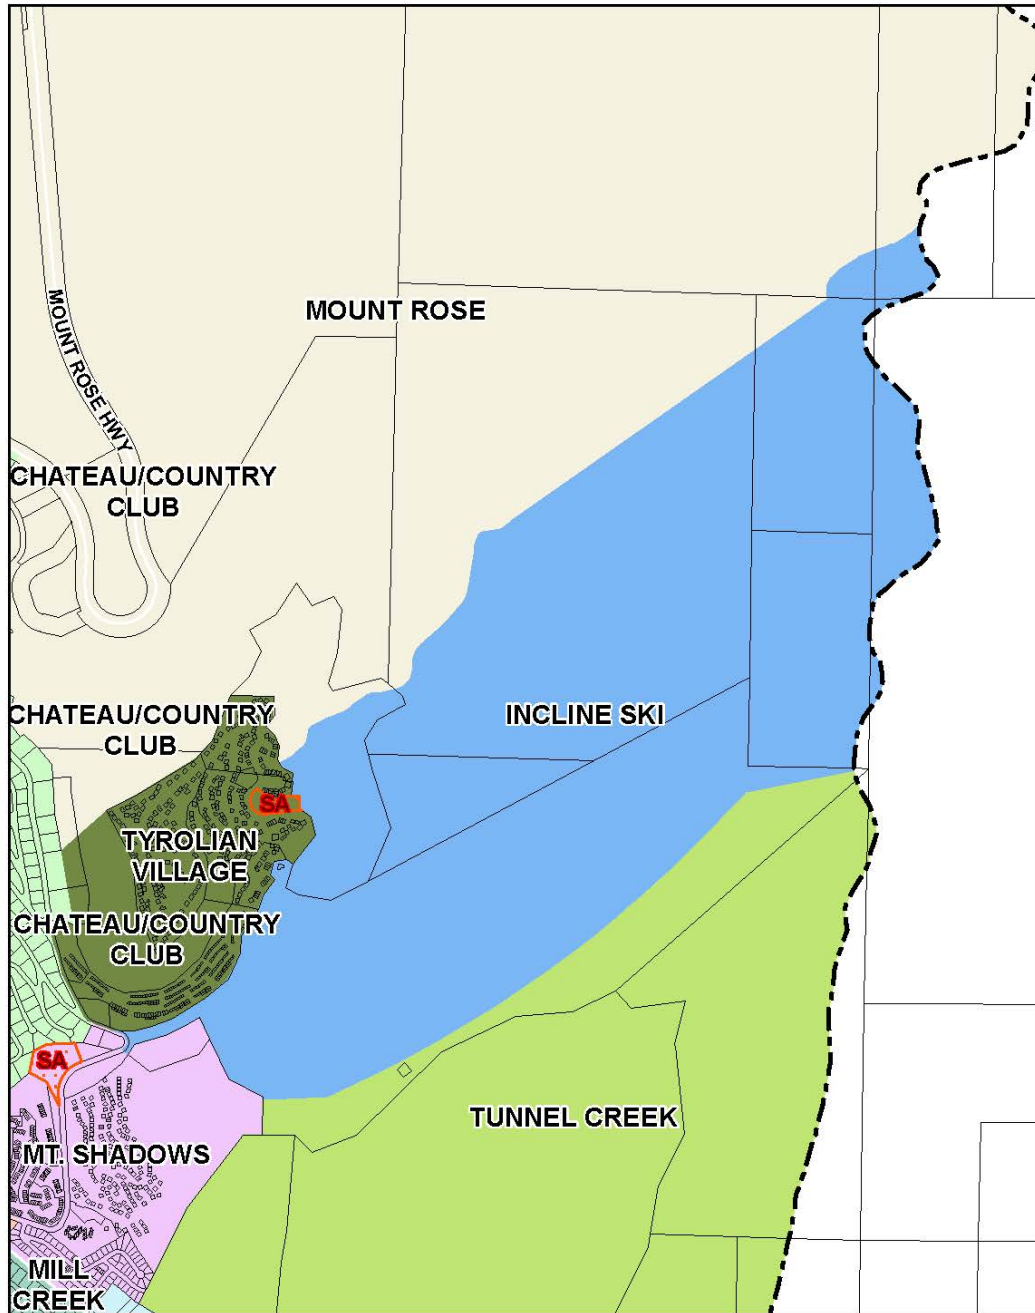 MOUNT ROSE
MOUNT ROSE HWY
CHATEAU/COUNTRY
CLUB
CHATEAU/COUNTRY
CLUB
INCLINE SKI
SA
TYROLIAN
VILLAGE
CHATEAU/COUNTRY
CLUB
SA
TUNNEL CREEK
MT. SHADOWS
MILL
CREEK